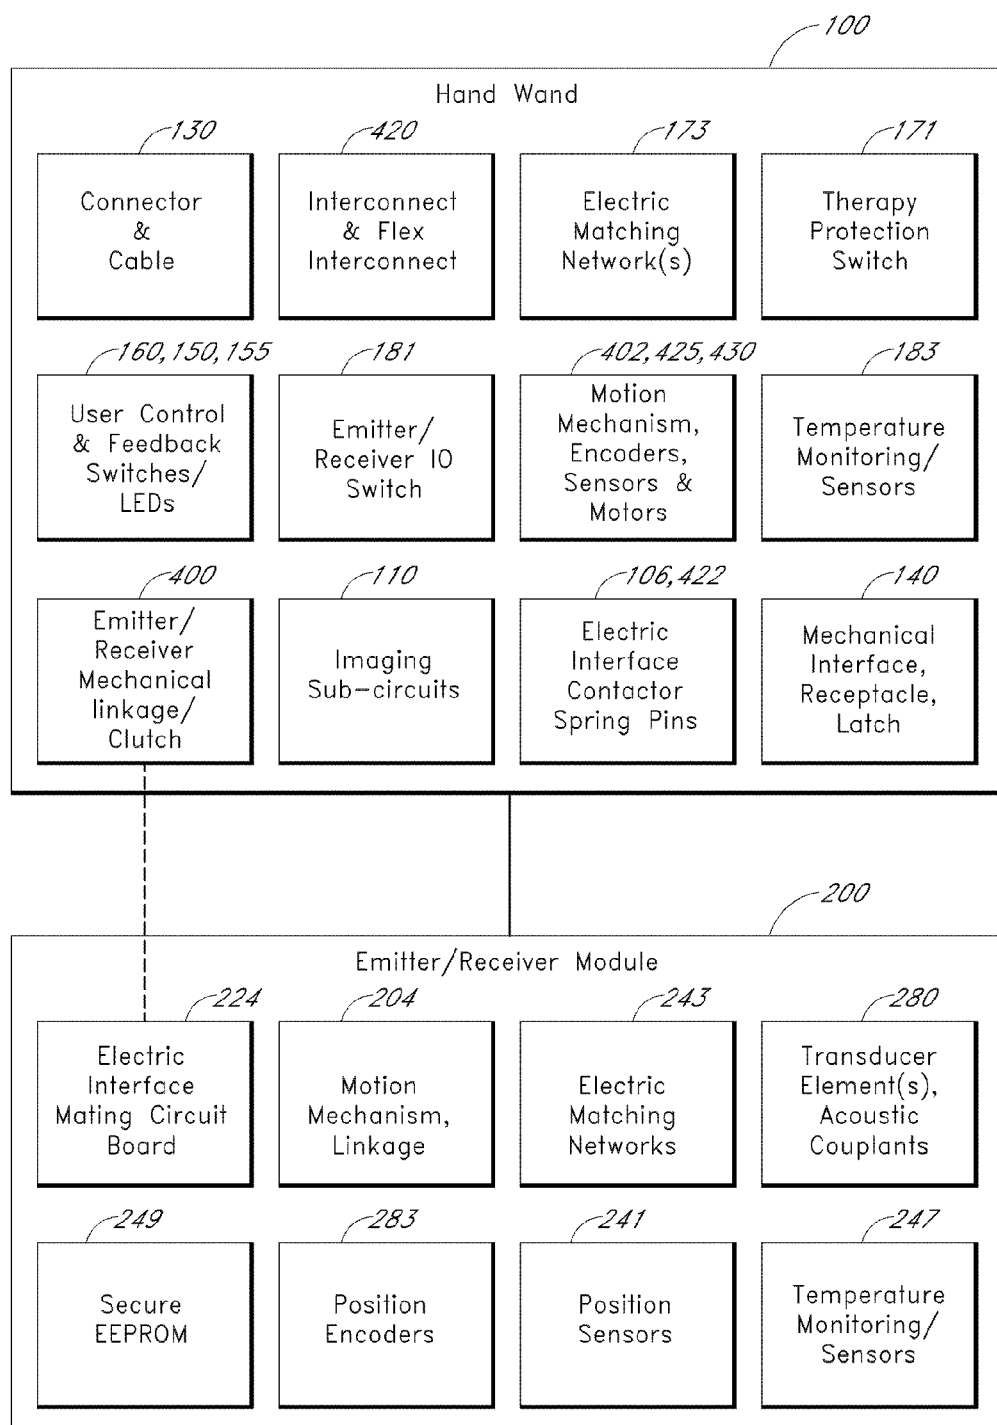 100
Hand Wand
130
420
173
171
Connector
&
Cable
Interconnect
& Flex
Interconnect
Electric
Matching
Network(s)
Therapy
Protection
Switch
160,150,155
181
402,425,430
183
User Control
& Feedback
Switches/
LEDs
Emitter/
Receiver IO
Switch
Motion
Mechanism,
Encoders,
Sensors &
Motors
Temperature
Monitoring/
Sensors
400
110
106,422
140
Emitter/
Receiver
Mechanical
linkage/
Clutch
Imaging
Sub-circuits
Electric
Interface
Contactor
Spring Pins
Mechanical
Interface,
Receptacle,
Latch
200
Emitter/Receiver Module
224
204
243
280
Electric
Interface
Mating Circuit
Board
Motion
Mechanism,
Linkage
Electric
Matching
Networks
Transducer
Element(s),
Acoustic
Couplants
249
283
241
247
Secure
EEPROM
Position
Encoders
Position
Sensors
Temperature
Monitoring/
Sensors